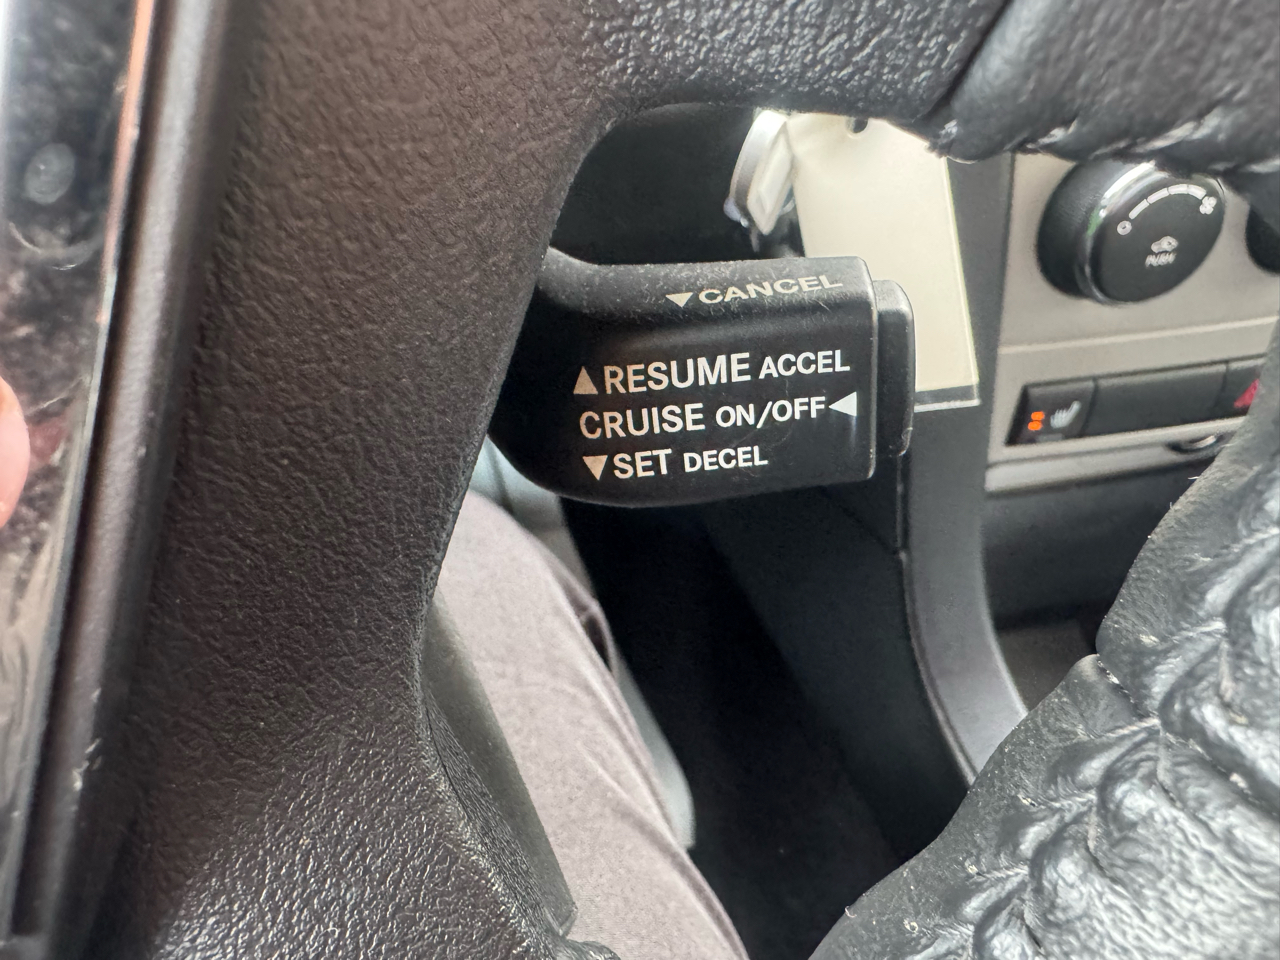 ▼CANCEL
▲RESUME ACCEL
CRUISE ON/OFF◀
▼SET DECEL
PUSH